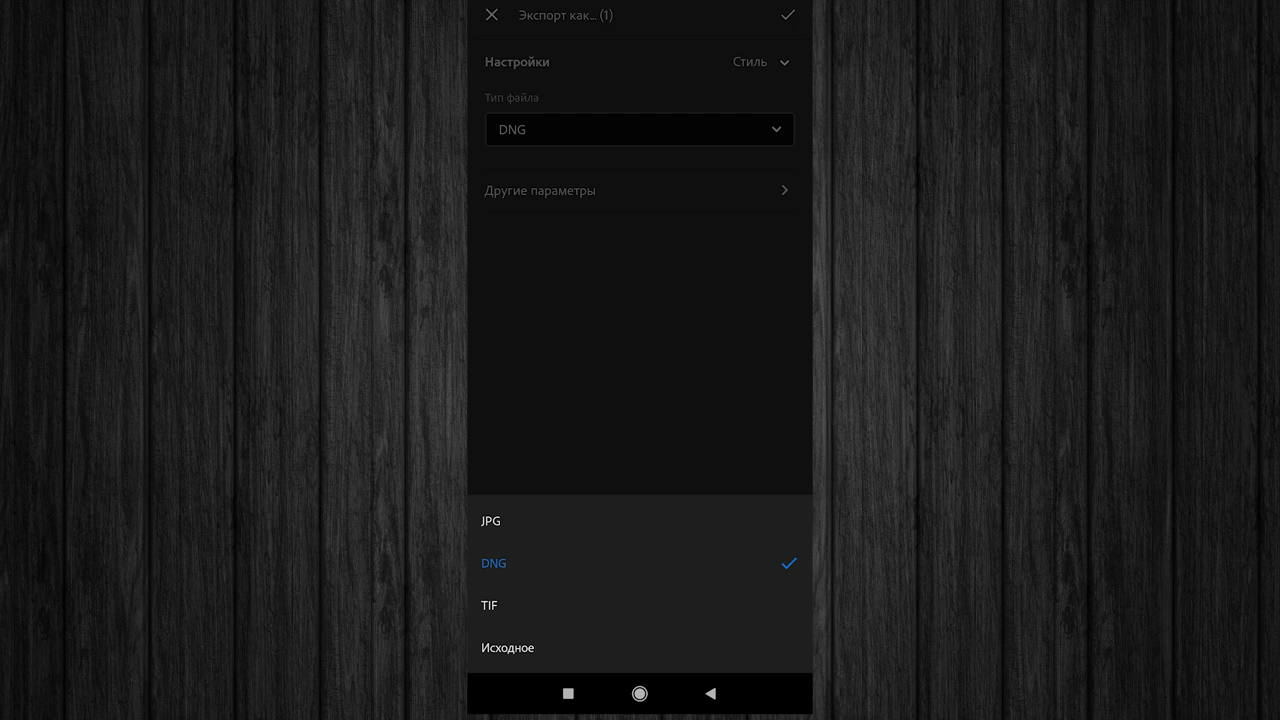 Экспорт как... (1)
Настройки Стиль
Тип файла
DNG
Другие параметры
JPG
DNG
TIF
Исходное